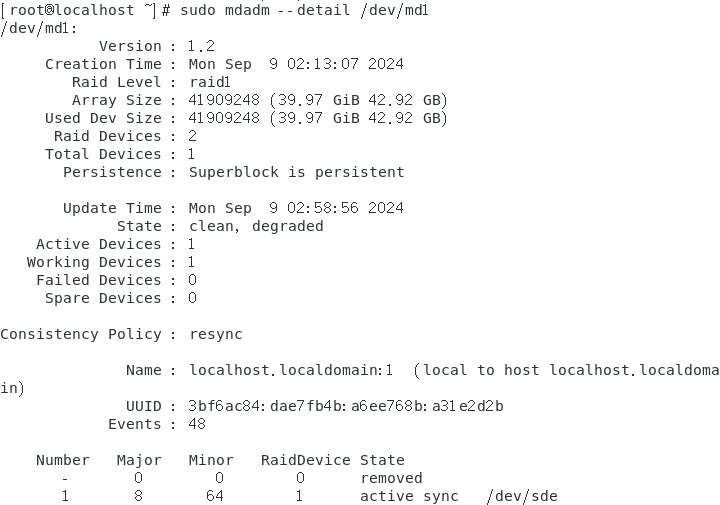 [root@localhost ~]# sudo mdadm --detail /dev/md1
/dev/md1:
           Version : 1.2
     Creation Time : Mon Sep  9 02:13:07 2024
        Raid Level : raid1
        Array Size : 41909248 (39.97 GiB 42.92 GB)
     Used Dev Size : 41909248 (39.97 GiB 42.92 GB)
      Raid Devices : 2
     Total Devices : 1
       Persistence : Superblock is persistent

       Update Time : Mon Sep  9 02:58:56 2024
             State : clean, degraded
    Active Devices : 1
   Working Devices : 1
    Failed Devices : 0
     Spare Devices : 0

Consistency Policy : resync

              Name : localhost.localdomain:1  (local to host localhost.localdoma
in)
              UUID : 3bf6ac84:dae7fb4b:a6ee768b:a31e2d2b
            Events : 48

    Number   Major   Minor   RaidDevice State
       -       0        0        0      removed
       1       8       64        1      active sync   /dev/sde